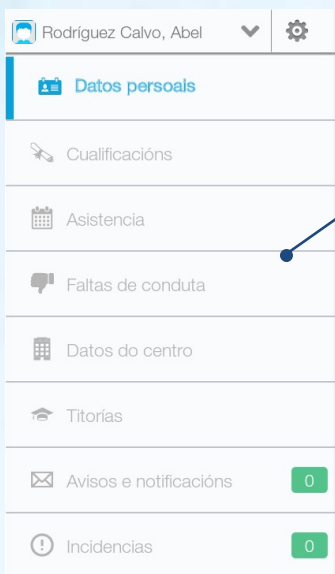 Rodríguez Calvo, Abel
Datos persoais
Cualificacións
Asistencia
Faltas de conduta
Datos do centro
Titorías
Avisos e notificacións 0
Incidencias 0